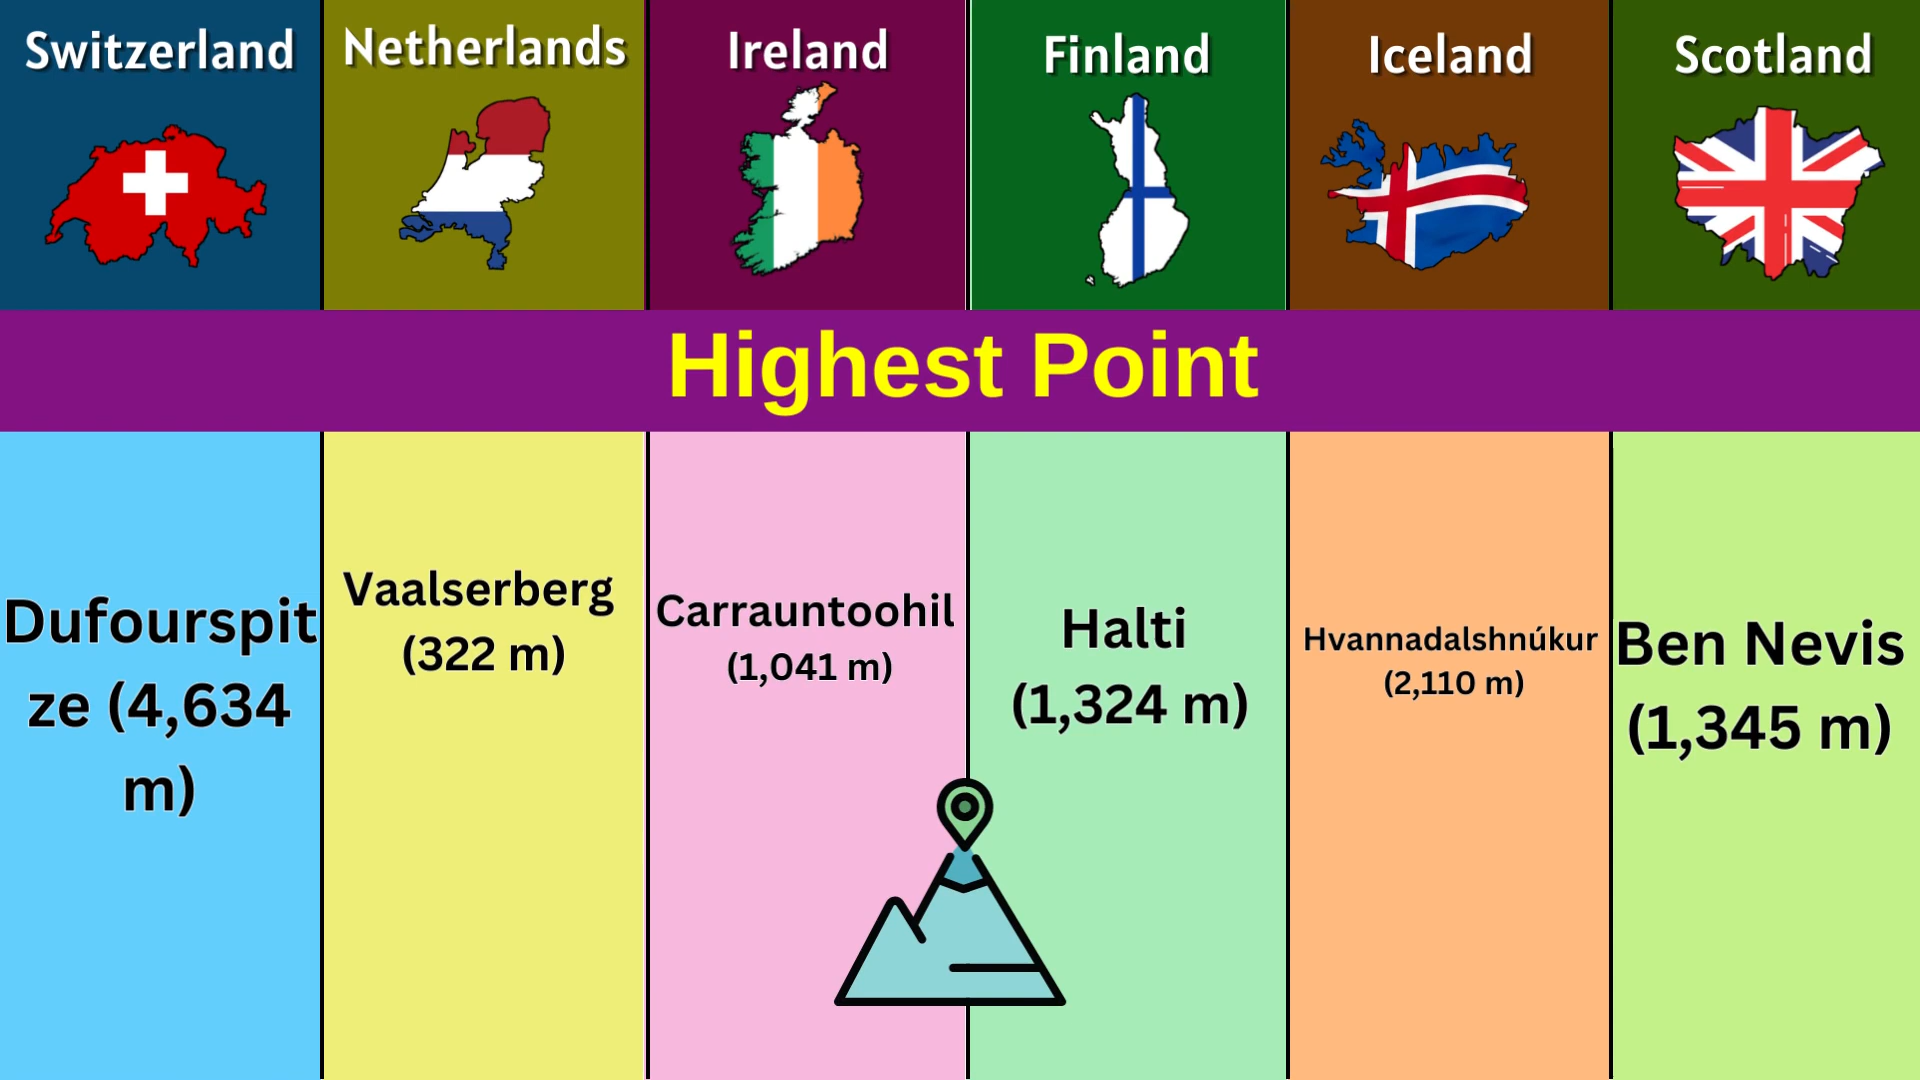 Switzerland
Netherlands
Ireland
Finland
Iceland
Scotland
Highest Point
Dufourspit
ze (4,634
m)
Vaalserberg
(322 m)
Carrauntoohil
(1,041 m)
Halti
(1,324 m)
Hvannadalshnúkur
(2,110 m)
Ben Nevis
(1,345 m)